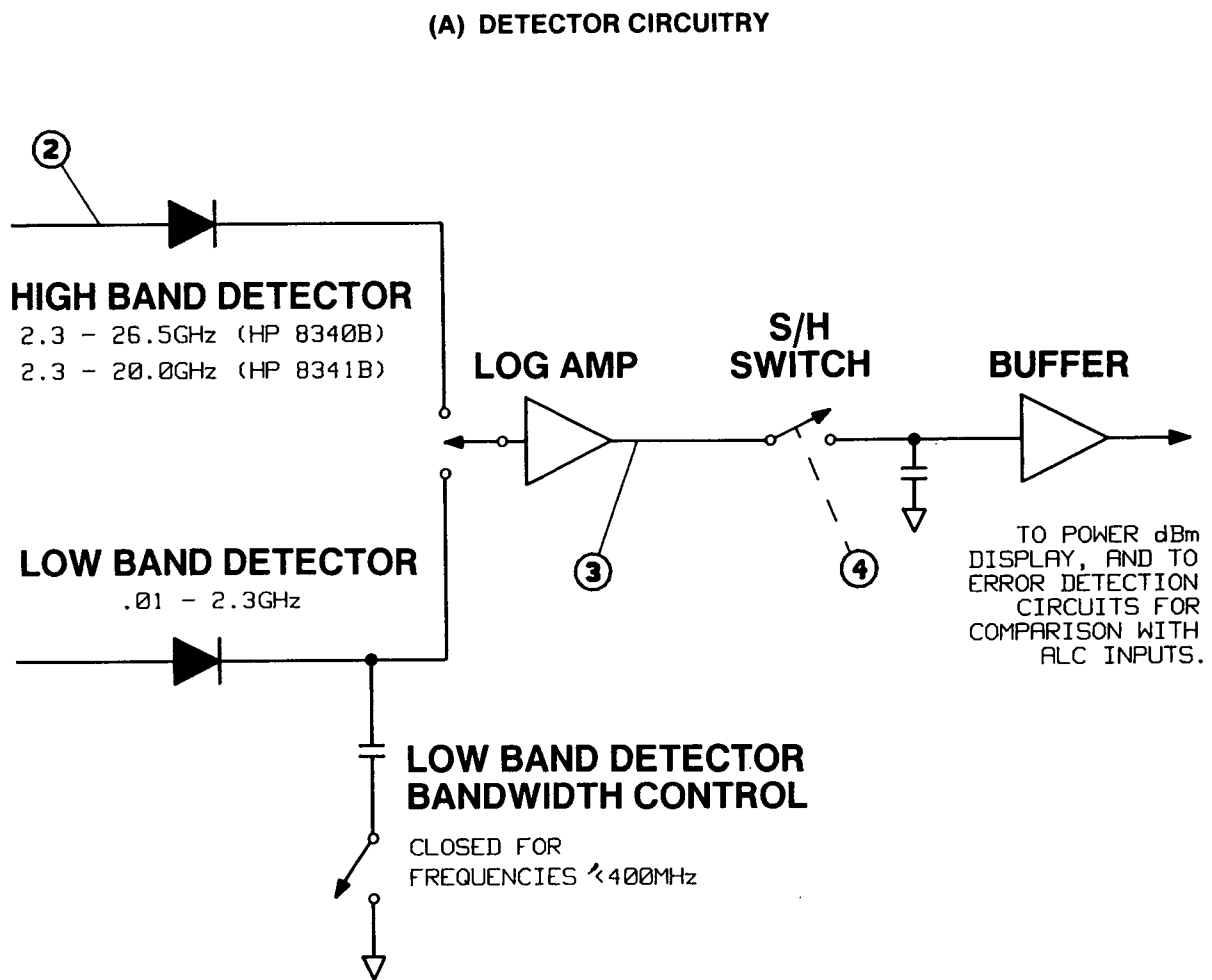 (A) DETECTOR CIRCUITRY
2
HIGH BAND DETECTOR
2.3 - 26.5GHz (HP 8340B)
2.3 - 20.0GHz (HP 8341B)
LOG AMP
S/H
SWITCH
BUFFER
3
4
TO POWER dBm
DISPLAY, AND TO
ERROR DETECTION
CIRCUITS FOR
COMPARISON WITH
ALC INPUTS.
LOW BAND DETECTOR
.01 - 2.3GHz
LOW BAND DETECTOR
BANDWIDTH CONTROL
CLOSED FOR
FREQUENCIES <400MHz